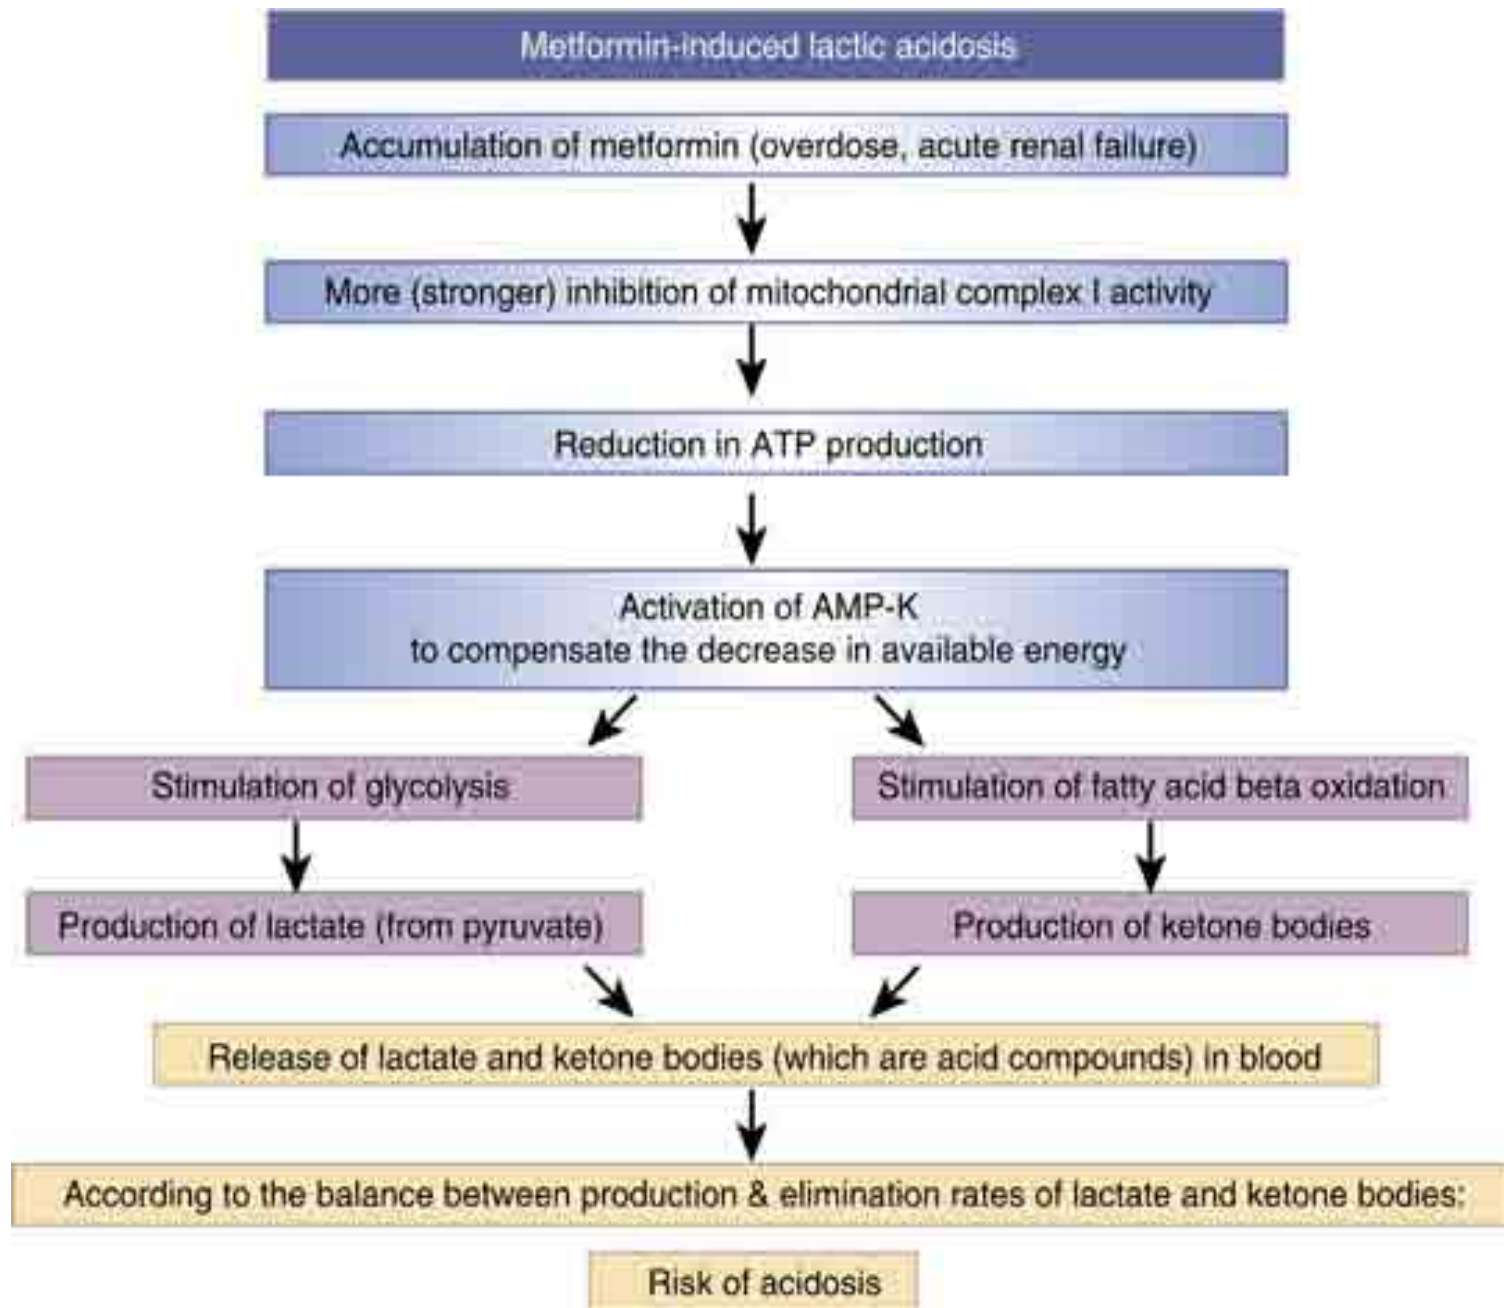 Metformin-induced lactic acidosis
Accumulation of metformin (overdose, acute renal failure)
More (stronger) inhibition of mitochondrial complex I activity
Reduction in ATP production
Activation of AMP-K
to compensate the decrease in available energy
Stimulation of glycolysis
Stimulation of fatty acid beta oxidation
Production of lactate (from pyruvate)
Production of ketone bodies
Release of lactate and ketone bodies (which are acid compounds) in blood
According to the balance between production & elimination rates of lactate and ketone bodies:
Risk of acidosis